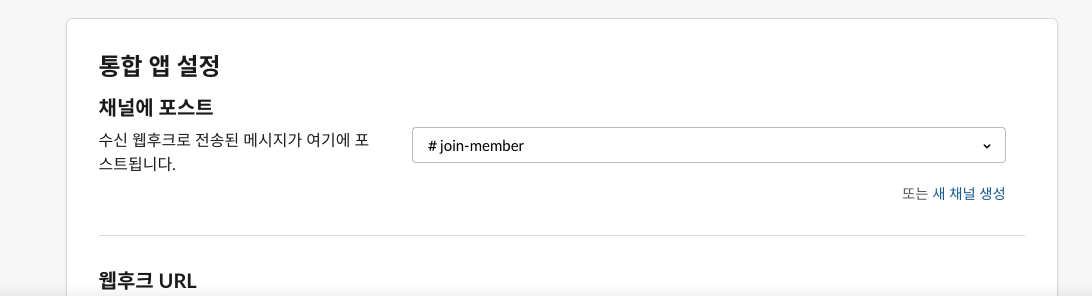 통합 앱 설정
채널에 포스트
수신 웹후크로 전송된 메시지가 여기에 포
스트됩니다.
# join-member
또는 새 채널 생성
웹후크 URL